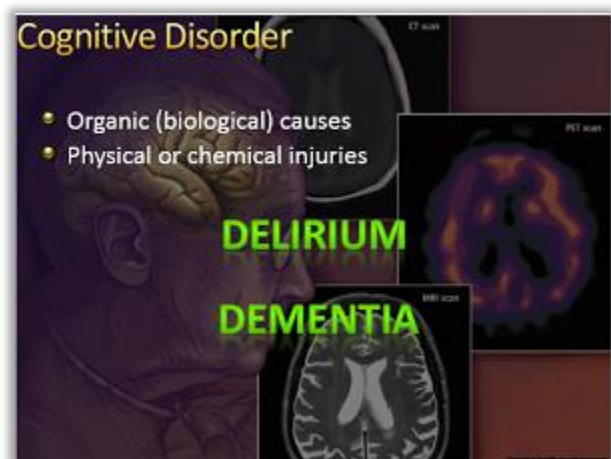 Cognitive Disorder
CT scan
Organic (biological) causes
PET scan
Physical or chemical injuries
DELIRIUM
MRI scan
DEMENTIA